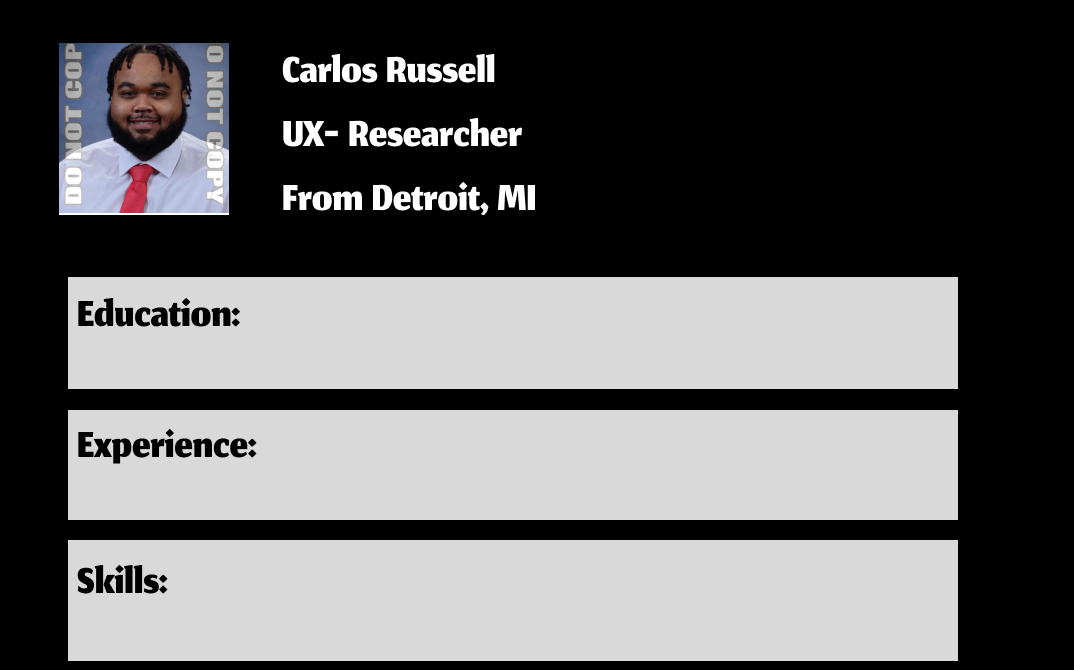 DO NOT COP
O NOT COPY
Carlos Russell
UX- Researcher
From Detroit, MI
Education:
Experience:
Skills: